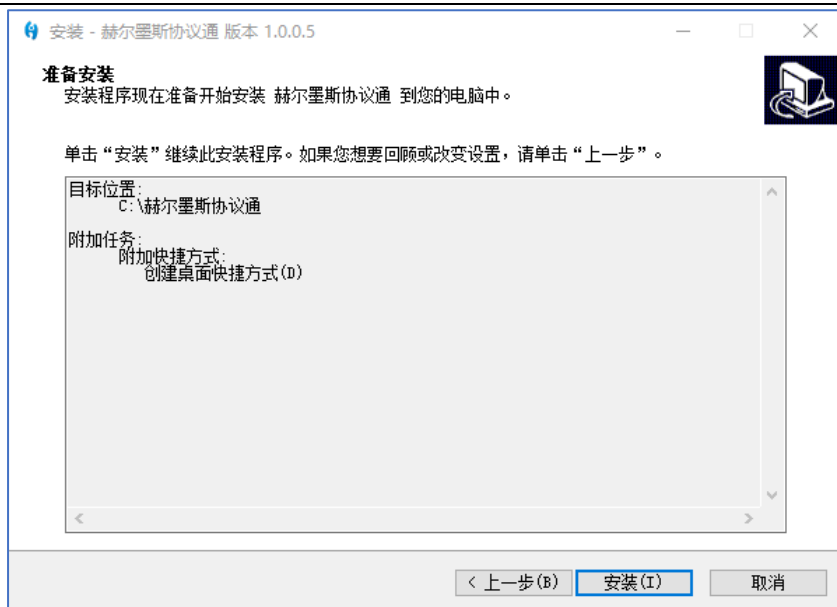 安装 - 赫尔墨斯协议通 版本 1.0.0.5
准备安装
安装程序现在准备开始安装 赫尔墨斯协议通 到您的电脑中。
单击“安装”继续此安装程序。如果您想要回顾或改变设置，请单击“上一步”。
目标位置:
C:\赫尔墨斯协议通
附加任务:
附加快捷方式:
创建桌面快捷方式(D)
< 上一步(B) 安装(I) 取消